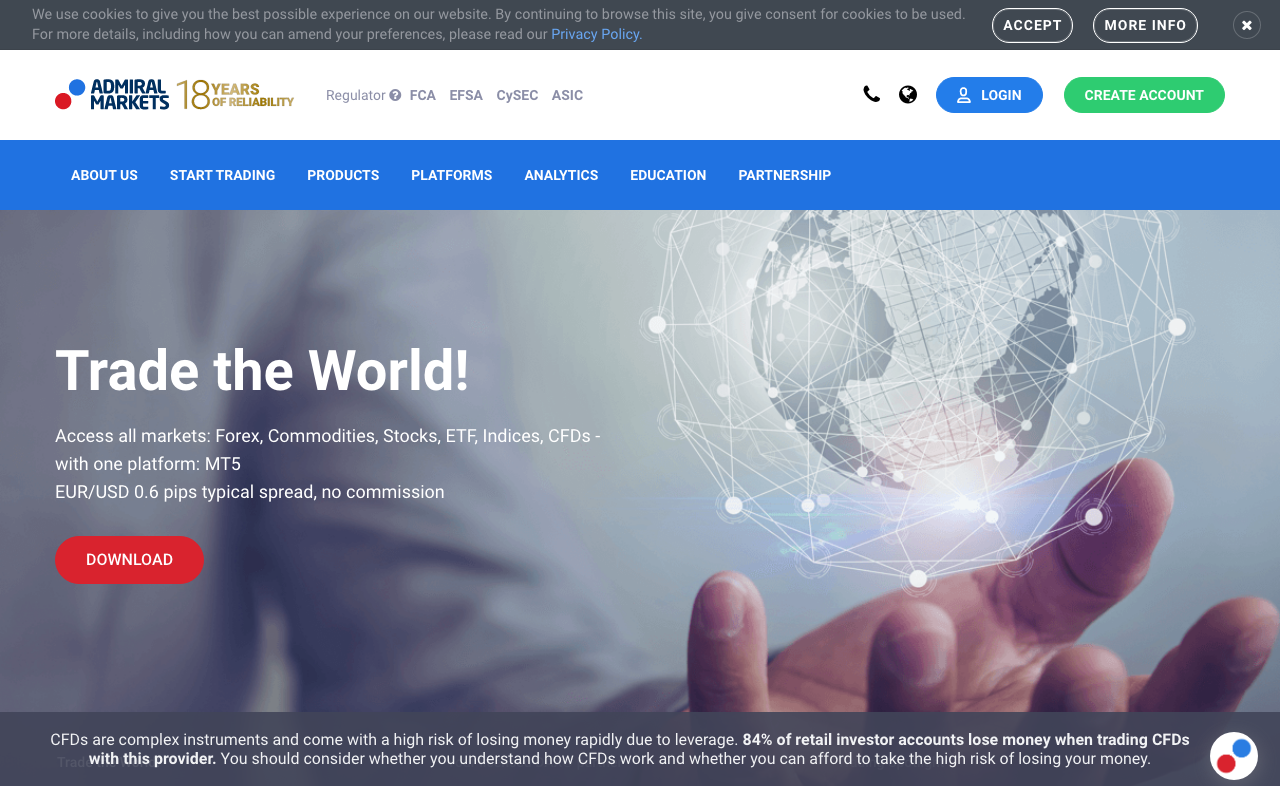 We use cookies to give you the best possible experience on our website. By continuing to browse this site, you give consent for cookies to be used.
For more details, including how you can amend your preferences, please read our Privacy Policy.
ACCEPT
MORE INFO
ADMIRAL
MARKETS
18 YEARS
OF RELIABILITY
Regulator FCA EFSA CySEC ASIC
LOGIN
CREATE ACCOUNT
ABOUT US START TRADING PRODUCTS PLATFORMS ANALYTICS EDUCATION PARTNERSHIP
Trade the World!
Access all markets: Forex, Commodities, Stocks, ETF, Indices, CFDs -
with one platform: MT5
EUR/USD 0.6 pips typical spread, no commission
DOWNLOAD
CFDs are complex instruments and come with a high risk of losing money rapidly due to leverage. 84% of retail investor accounts lose money when trading CFDs
with this provider. You should consider whether you understand how CFDs work and whether you can afford to take the high risk of losing your money.